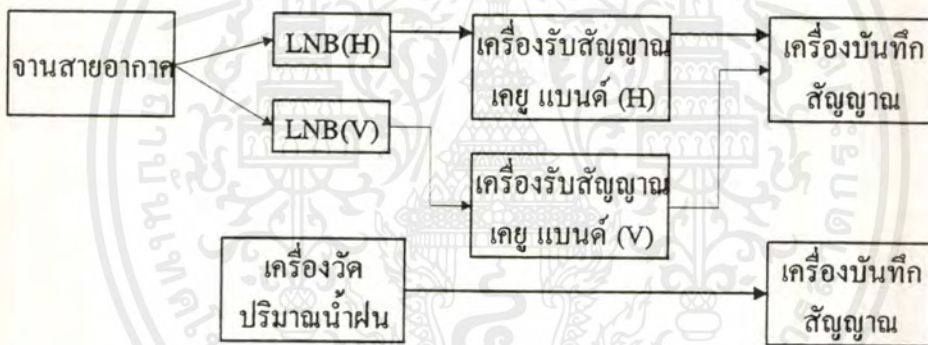 จานสายอากาศ
LNB(H)
เครื่องรับสัญญาณ
เคยู แบนด์ (H)
เครื่องบันทึก
สัญญาณ
LNB(V)
เครื่องรับสัญญาณ
เคยู แบนด์ (V)
เครื่องวัด
ปริมาณน้ำฝน
เครื่องบันทึก
สัญญาณ